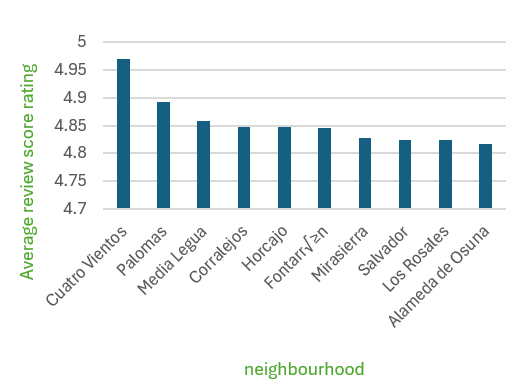 Average review score rating
5
4.95
4.9
4.85
4.8
4.75
4.7
Cuatro Vientos
Palomas
Media Legua
Corralejos
Horcajo
Fontarr√≥n
Mirasierra
Salvador
Los Rosales
Alameda de Osuna
neighbourhood